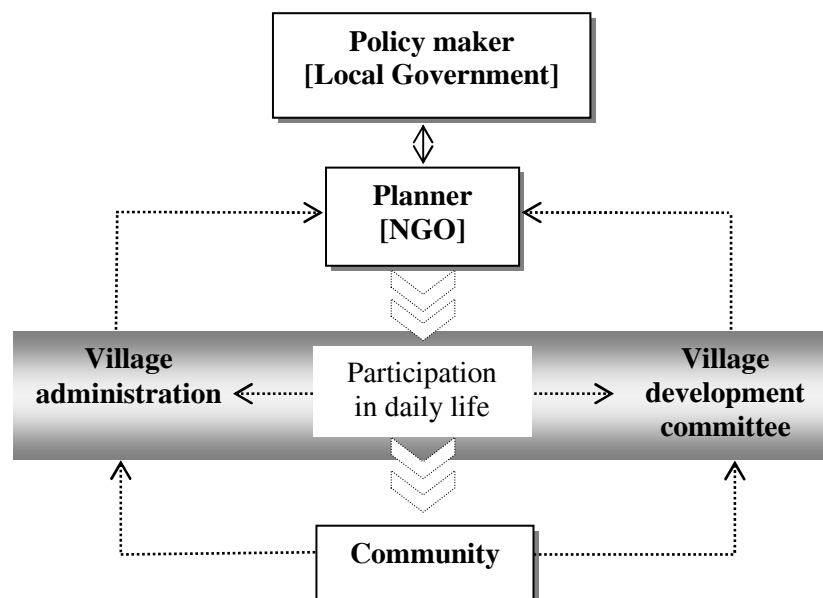 Policy maker
[Local Government]
Planner
[NGO]
Village
administration
Participation
in daily life
Village
development
committee
Community